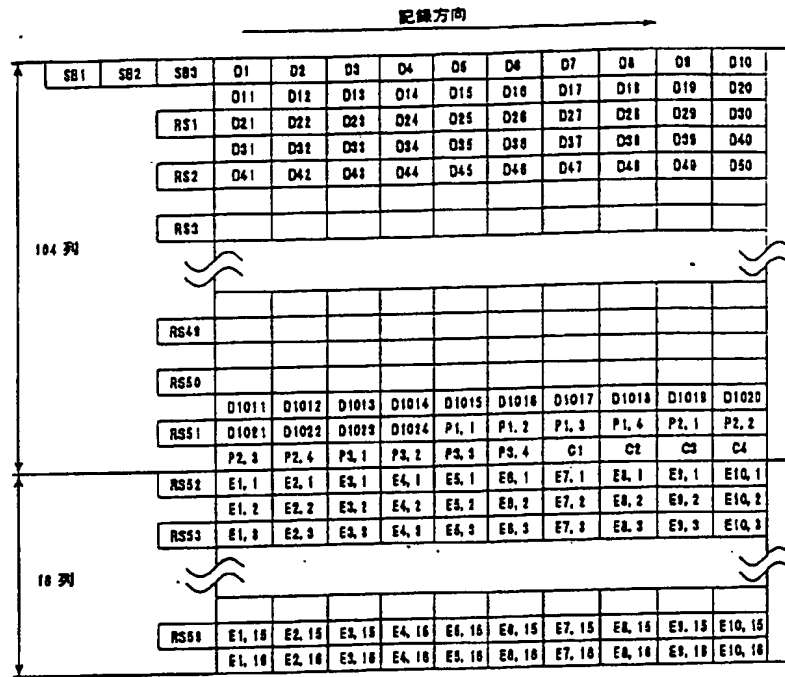 記録方向
SB1 SB2 SB3 D1 D2 D3 D4 D5 D6 D7 D8 D9 D10
D11 D12 D13 D14 D15 D16 D17 D18 D19 D20
RS1 D21 D22 D23 D24 D25 D26 D27 D28 D29 D30
D31 D32 D33 D34 D35 D36 D37 D38 D39 D40
RS2 D41 D42 D43 D44 D45 D46 D47 D48 D49 D50
RS3
104 列
RS49
RS50
D1011 D1012 D1013 D1014 D1015 D1016 D1017 D1018 D1019 D1020
RS51 D1021 D1022 D1023 D1024 P1, 1 P1, 2 P1, 3 P1, 4 P2, 1 P2, 2
P2, 3 P2, 4 P3, 1 P3, 2 P3, 3 P3, 4 C1 C2 C3 C4
RS52 E1, 1 E2, 1 E3, 1 E4, 1 E5, 1 E6, 1 E7, 1 E8, 1 E9, 1 E10, 1
E1, 2 E2, 2 E3, 2 E4, 2 E5, 2 E6, 2 E7, 2 E8, 2 E9, 2 E10, 2
RS53 E1, 3 E2, 3 E3, 3 E4, 3 E5, 3 E6, 3 E7, 3 E8, 3 E9, 3 E10, 3
16 列
RS59 E1, 15 E2, 15 E3, 15 E4, 15 E5, 15 E6, 15 E7, 15 E8, 15 E9, 15 E10, 15
E1, 16 E2, 16 E3, 16 E4, 16 E5, 16 E6, 16 E7, 16 E8, 16 E9, 16 E10, 16